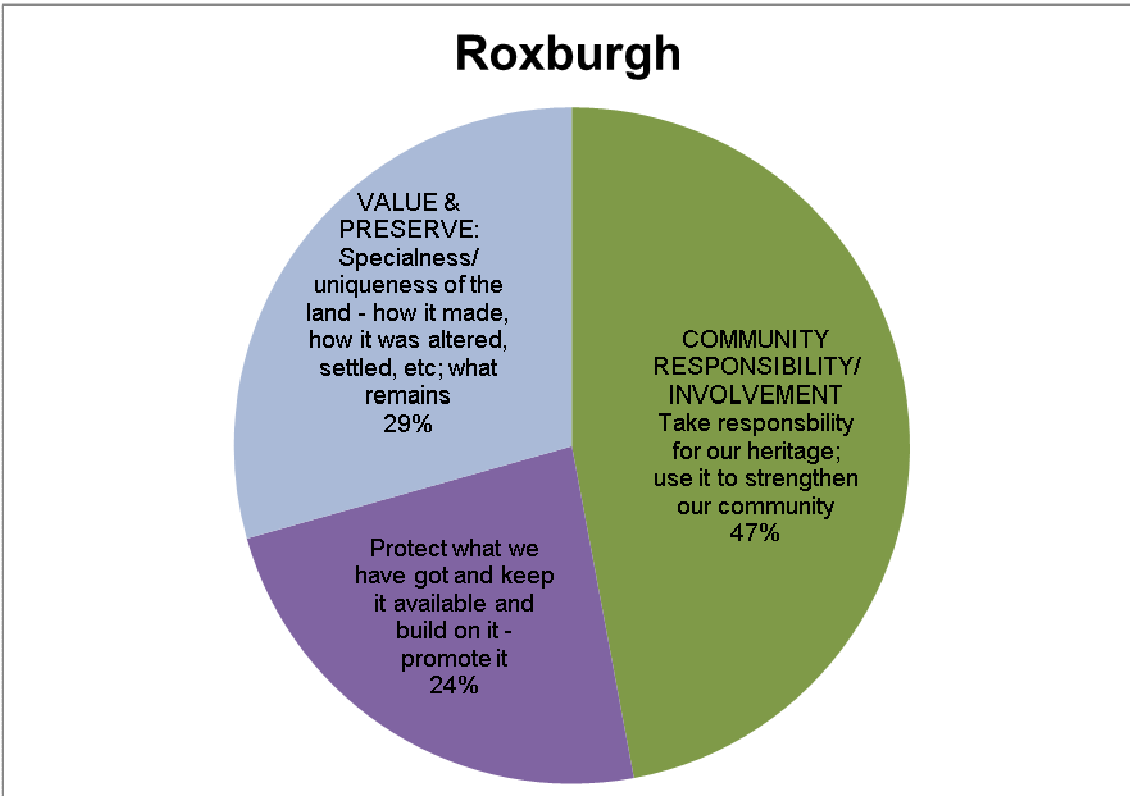 Roxburgh
VALUE &
PRESERVE:
Specialness/
uniqueness of the
land - how it made,
how it was altered,
settled, etc; what
remains
29%
COMMUNITY
RESPONSIBILITY/
INVOLVEMENT
Take responsbility
for our heritage;
use it to strengthen
our community
47%
Protect what we
have got and keep
it available and
build on it -
promote it
24%